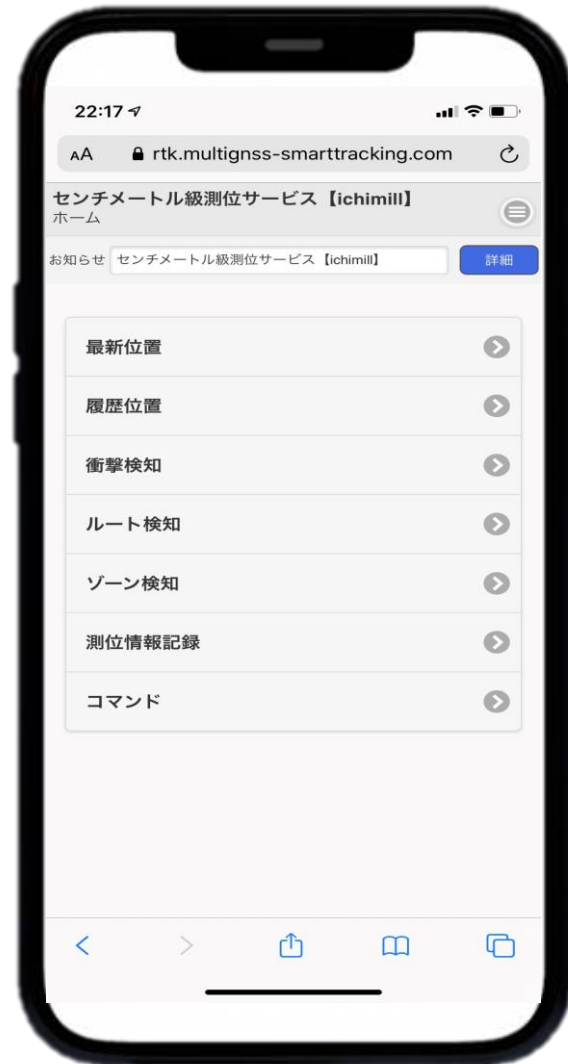 22:17
AA rtk.multignss-smarttracking.com
センチメートル級測位サービス【ichimill】
ホーム
お知らせ センチメートル級測位サービス【ichimill】 詳細
最新位置
履歴位置
衝撃検知
ルート検知
ゾーン検知
測位情報記録
コマンド